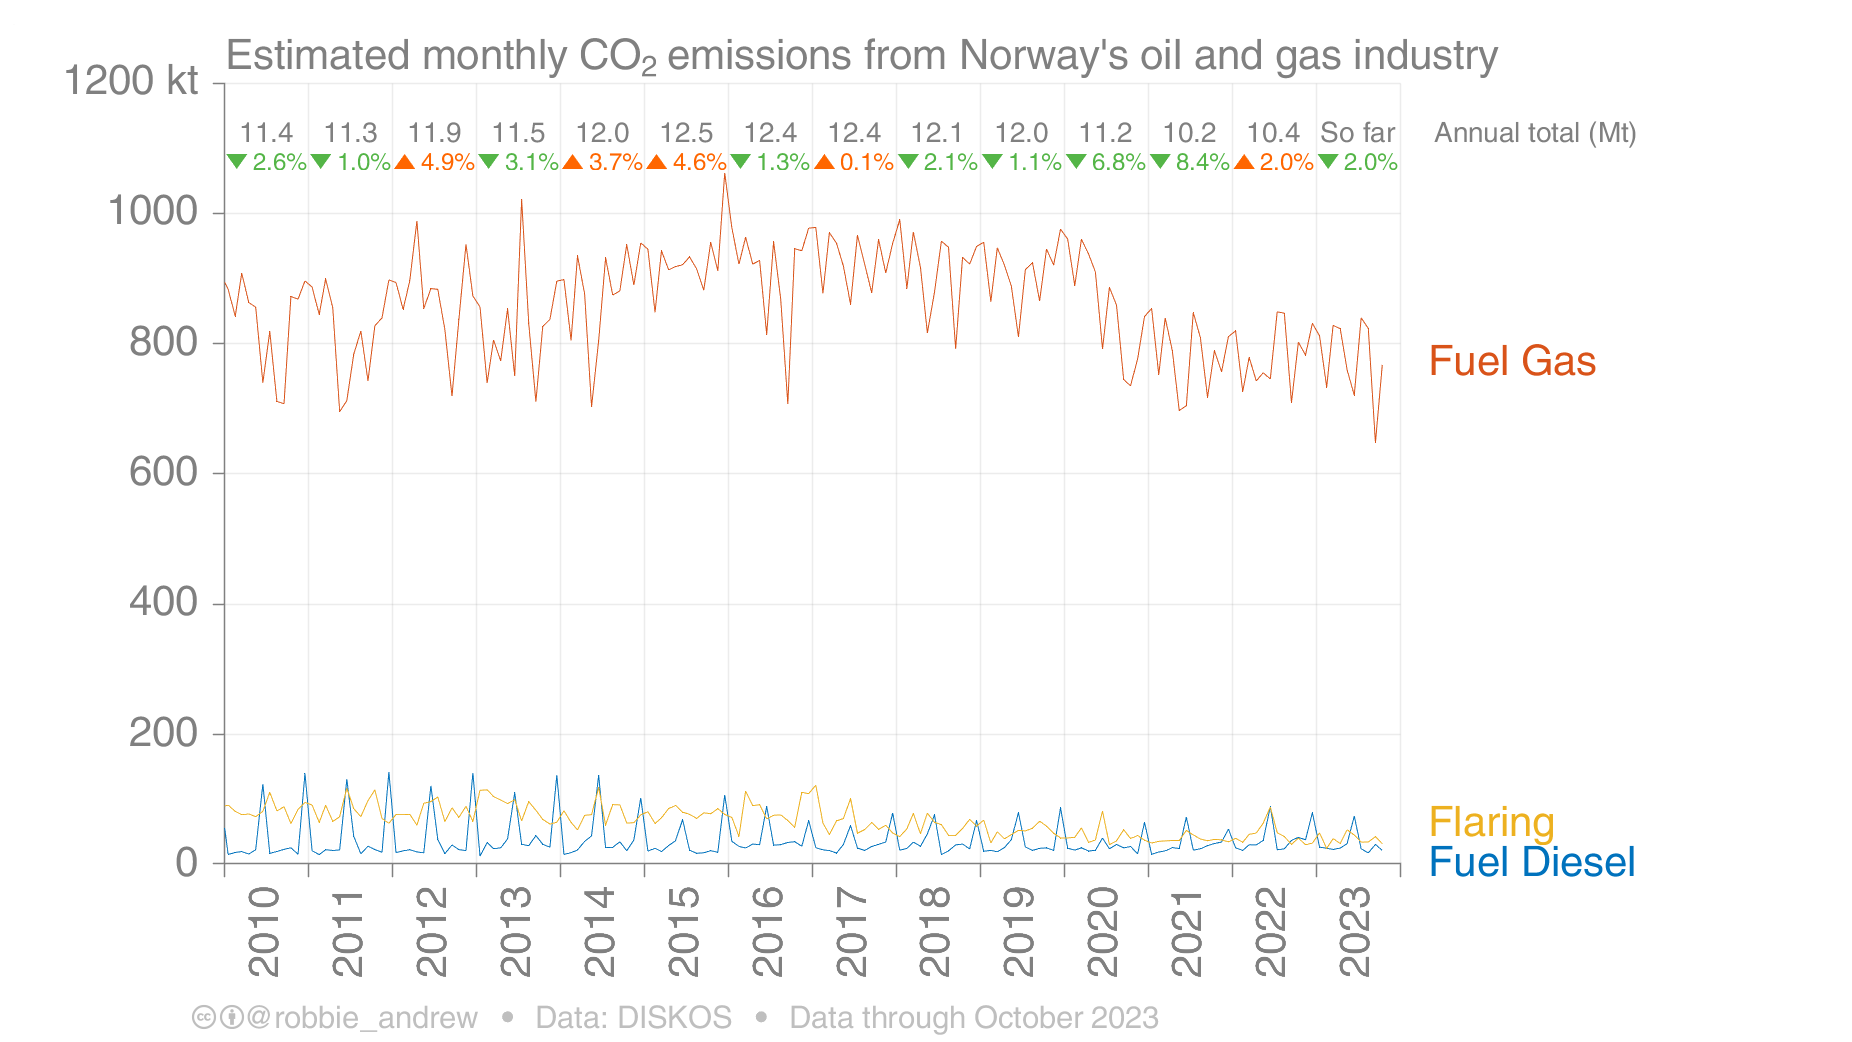 Estimated monthly CO₂ emissions from Norway's oil and gas industry
1200 kt
11.4 11.3 11.9 11.5 12.0 12.5 12.4 12.4 12.1 12.0 11.2 10.2 10.4 So far Annual total (Mt)
▼ 2.6% ▼ 1.0% ▲ 4.9% ▼ 3.1% ▲ 3.7% ▲ 4.6% ▼ 1.3% ▲ 0.1% ▼ 2.1% ▼ 1.1% ▼ 6.8% ▼ 8.4% ▲ 2.0% ▼ 2.0%
1000
800
Fuel Gas
600
400
200
Flaring
0
Fuel Diesel
2010 2011 2012 2013 2014 2015 2016 2017 2018 2019 2020 2021 2022 2023
@robbie_andrew • Data: DISKOS • Data through October 2023